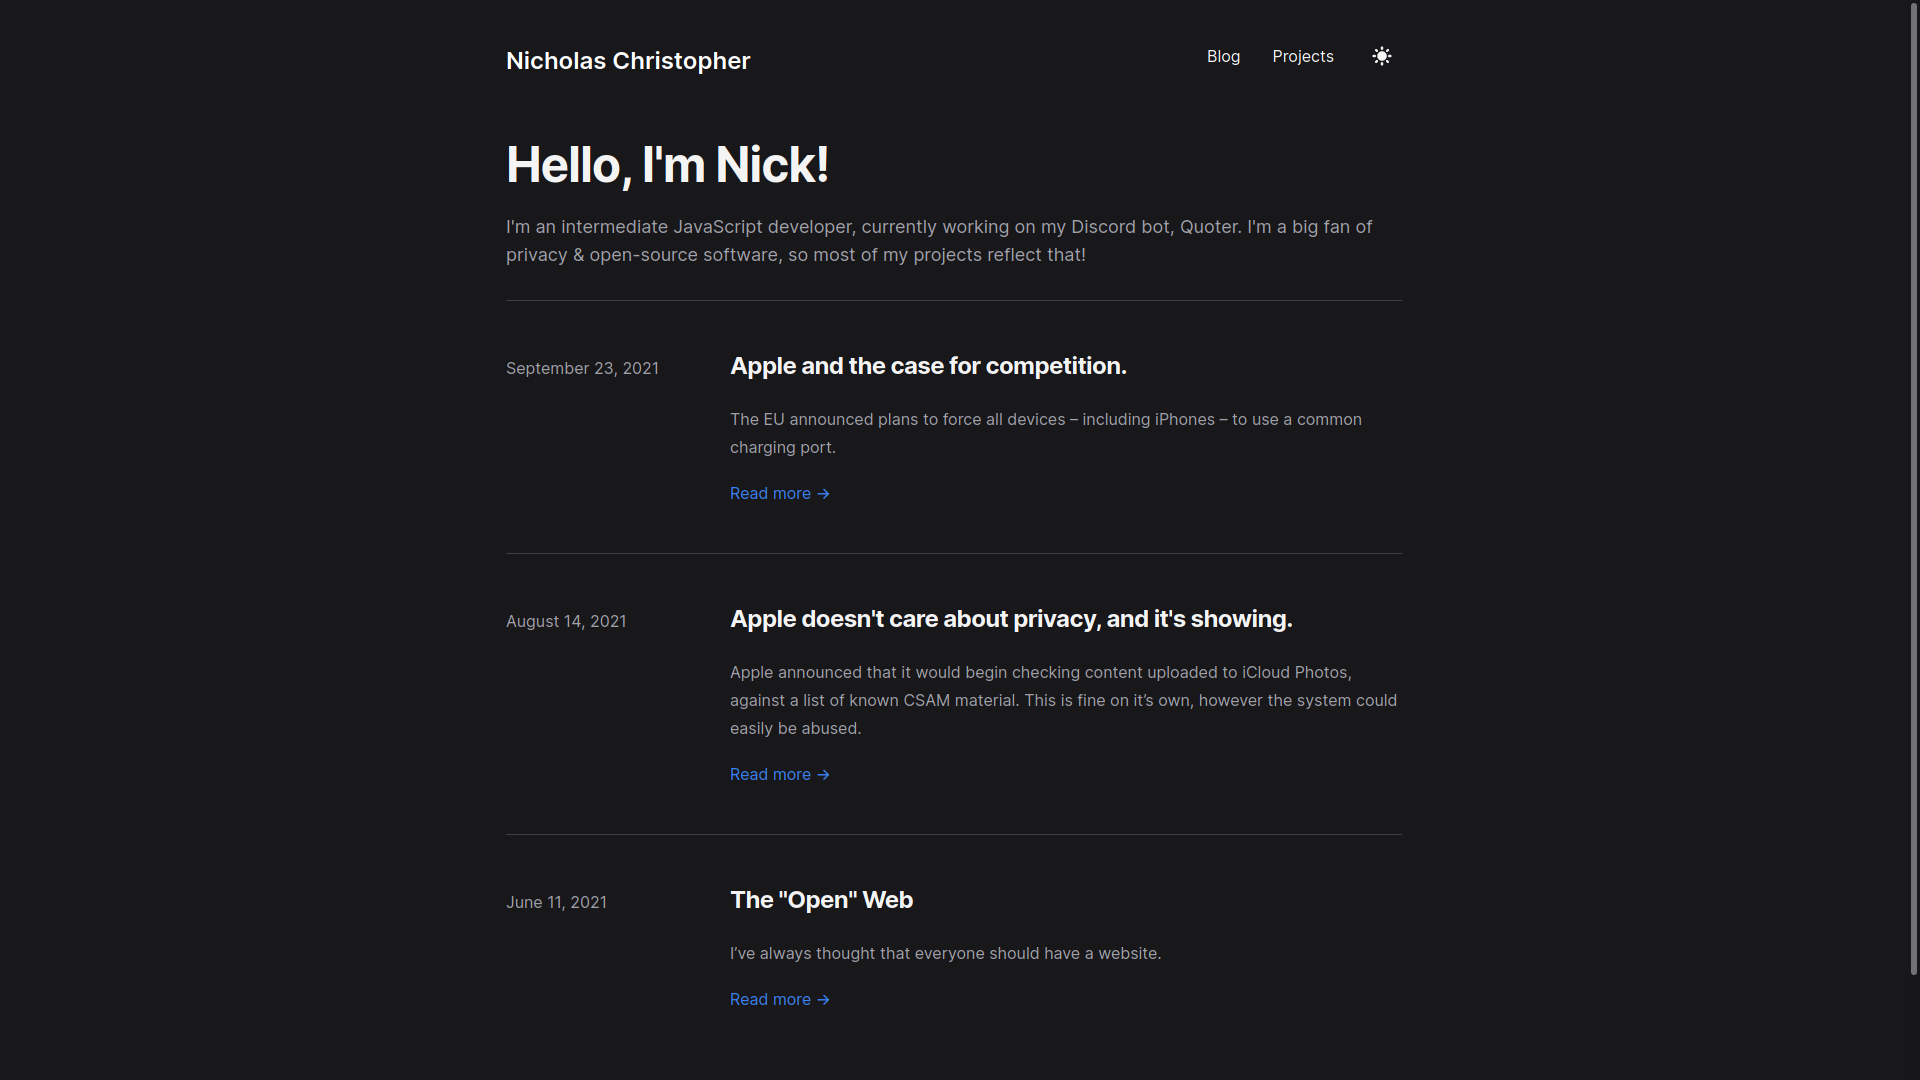 Nicholas Christopher
Blog
Projects
Hello, I'm Nick!
I'm an intermediate JavaScript developer, currently working on my Discord bot, Quoter. I'm a big fan of
privacy & open-source software, so most of my projects reflect that!
September 23, 2021
Apple and the case for competition.
The EU announced plans to force all devices – including iPhones – to use a common
charging port.
Read more →
August 14, 2021
Apple doesn't care about privacy, and it's showing.
Apple announced that it would begin checking content uploaded to iCloud Photos,
against a list of known CSAM material. This is fine on it’s own, however the system could
easily be abused.
Read more →
June 11, 2021
The "Open" Web
I’ve always thought that everyone should have a website.
Read more →